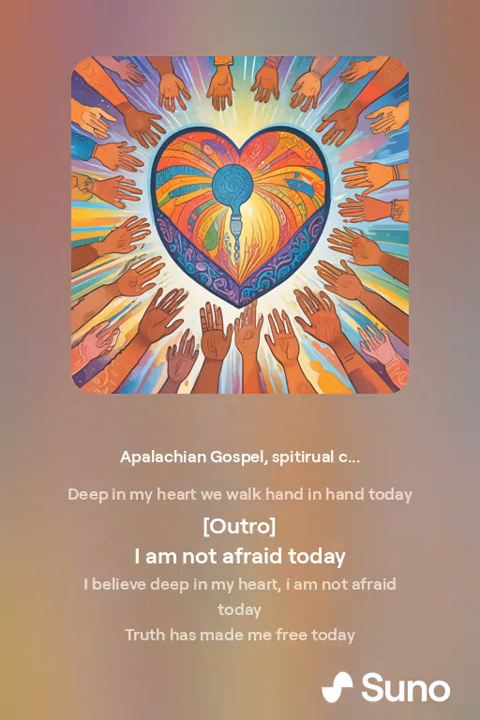 Apalachian Gospel, spitirual c...
Deep in my heart we walk hand in hand today
[Outro]
I am not afraid today
I believe deep in my heart, i am not afraid
today
Truth has made me free today
Suno